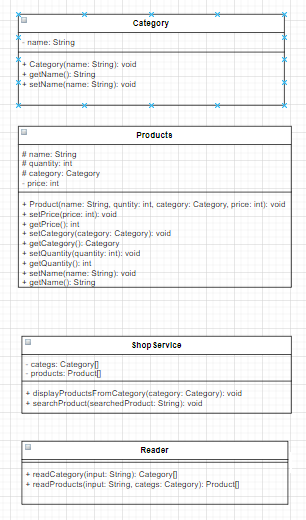 Category
- name: String
+ Category(name: String): void
+ getName(): String
+ setName(name: String): void
Products
# name: String
# quantity: int
# category: Category
- price: int
+ Product(name: String, quntity: int, category: Category, price: int): void
+ setPrice(price: int): void
+ getPrice(): int
+ setCategory(category: Category): void
+ getCategory(): Category
+ setQuantity(quantity: int): void
+ getQuantity(): int
+ setName(name: String): void
+ getName(): String
ShopService
- categs: Category[]
- products: Product[]
+ displayProductsFromCategory(category: Category): void
+ searchProduct(searchedProduct: String): void
Reader
+ readCategory(input: String): Category[]
+ readProducts(input: String, categs: Category): Product[]